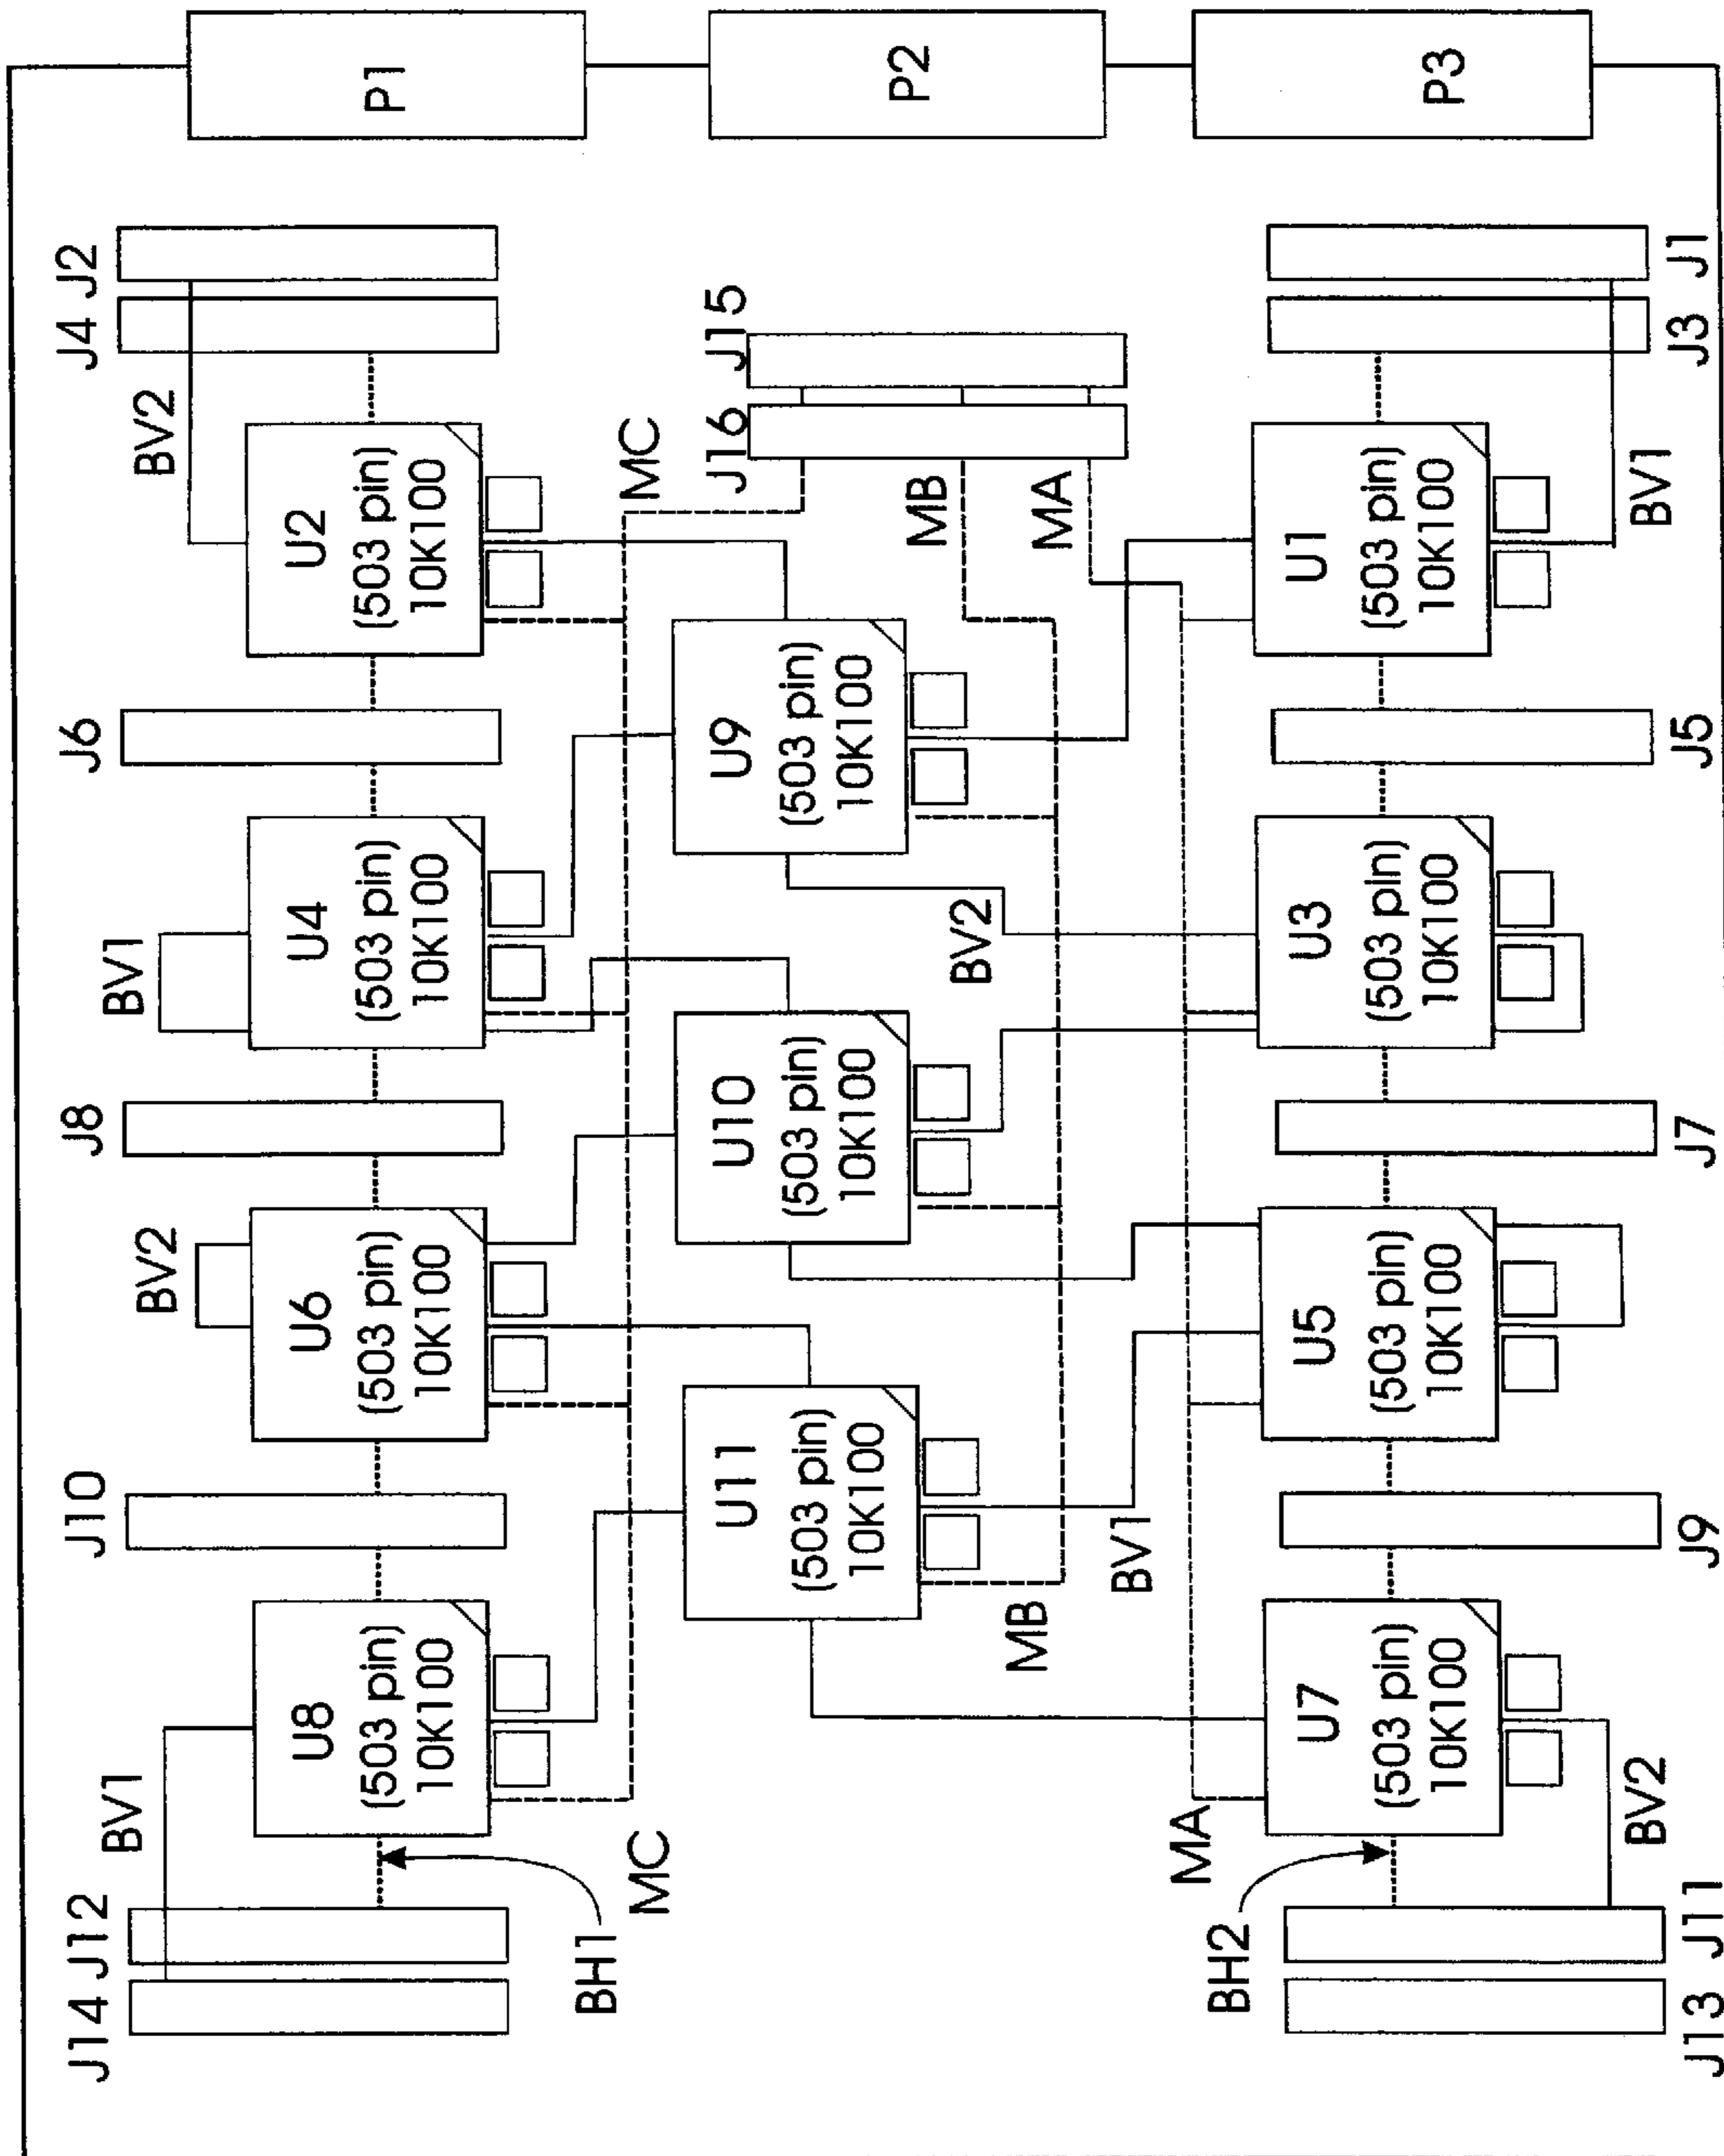 J14
J12
BV1
U8
(503 pin)
10K100
BH1
MC
J10
BV2
U6
(503 pin)
10K100
J8
BV1
U4
(503 pin)
10K100
J6
BV2
U2
(503 pin)
10K100
MC
J4
J2
P1
U11
(503 pin)
10K100
MB
U10
(503 pin)
10K100
BV1
U9
(503 pin)
10K100
BV2
J16
J15
MB
MA
P2
J13
J11
BH2
MA
BV2
U7
(503 pin)
10K100
J9
U5
(503 pin)
10K100
J7
U3
(503 pin)
10K100
J5
U1
(503 pin)
10K100
BV1
J3
J1
P3